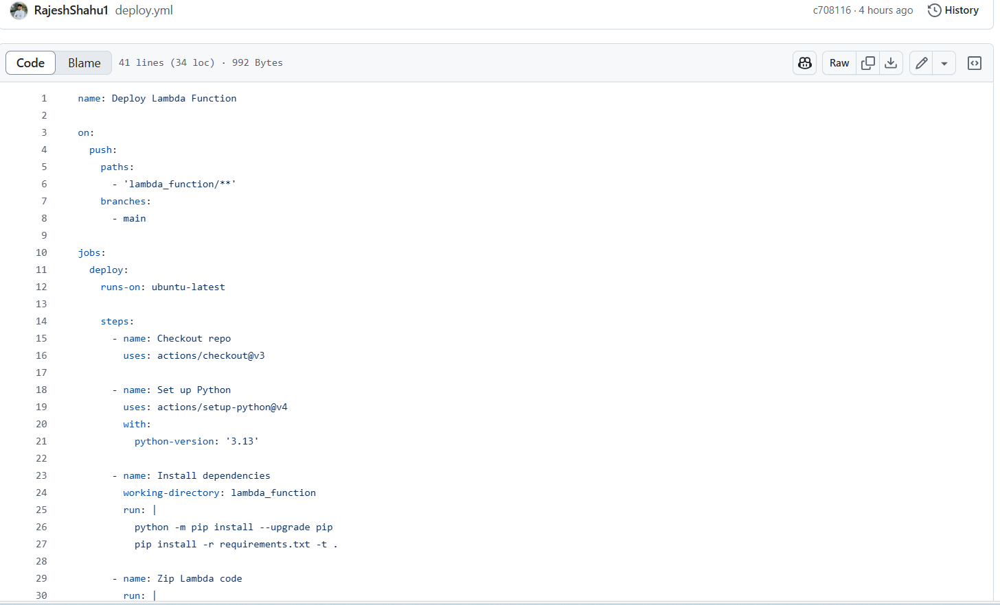 RajeshShahu1 deploy.yml c708116 · 4 hours ago History
Code Blame 41 lines (34 loc) · 992 Bytes Raw
1 name: Deploy Lambda Function
2
3 on:
4   push:
5     paths:
6       - 'lambda_function/**'
7     branches:
8       - main
9
10 jobs:
11   deploy:
12     runs-on: ubuntu-latest
13
14     steps:
15       - name: Checkout repo
16         uses: actions/checkout@v3
17
18       - name: Set up Python
19         uses: actions/setup-python@v4
20         with:
21           python-version: '3.13'
22
23       - name: Install dependencies
24         working-directory: lambda_function
25         run: |
26           python -m pip install --upgrade pip
27           pip install -r requirements.txt -t .
28
29       - name: Zip Lambda code
30         run: |